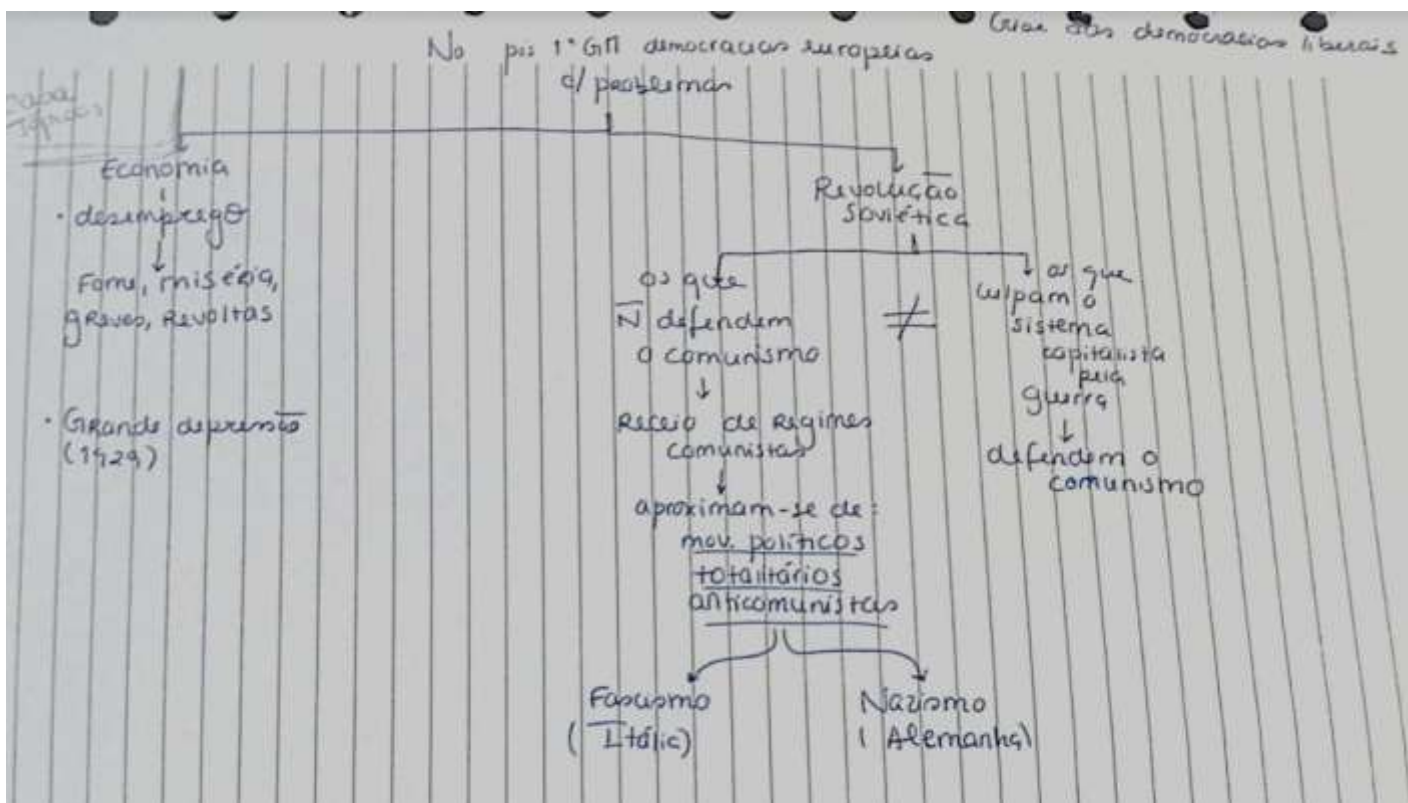 Crise das democracias liberais
No pós 1ª GM democracias europeias
c/ problemas
Economia
· desemprego
Fome, miséria,
greves, revoltas
· Grande depressão
(1929)
Revolução
Soviética
os que
N̄ defendem
o comunismo
↓
Receio de regimes
comunistas
↓
aproximam-se de:
mov. políticos
totalitários
anticomunistas
Fascismo
(Itália)
Nazismo
(Alemanha)
≠
os que
culpam o
sistema
capitalista
pela
guerra
↓
defendem o
comunismo